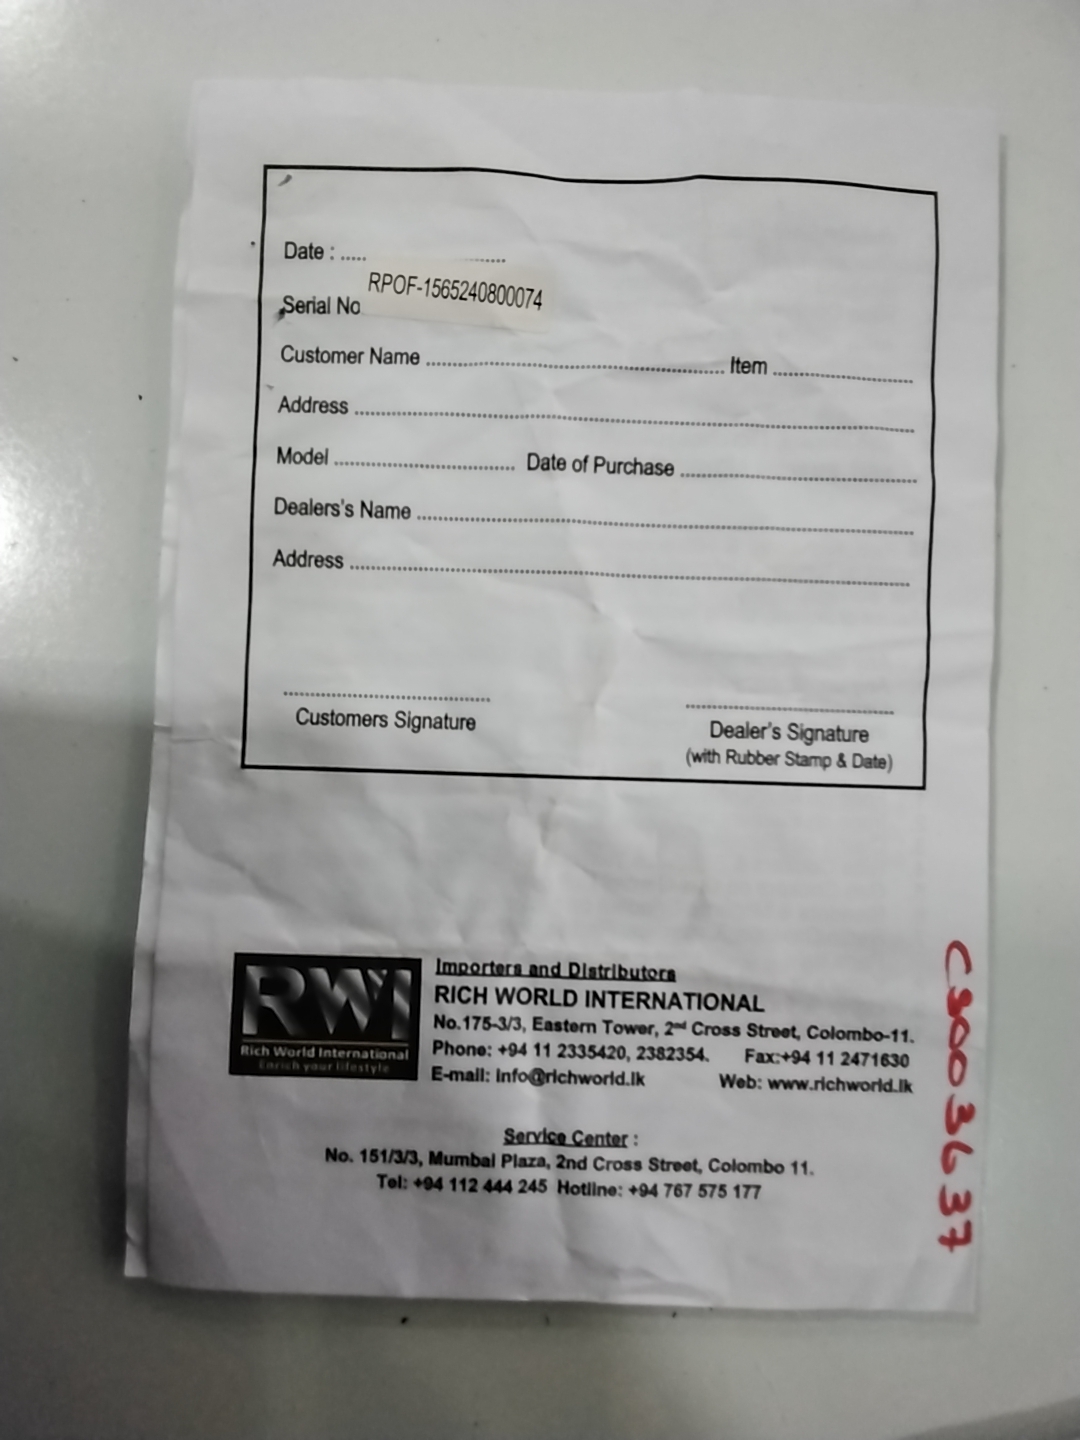 Date : ..... .......
RPOF-1565240800074
Serial No
Customer Name ........................................................ Item ............................
Address ........................................................................................................
Model .................................... Date of Purchase ...............................................
Dealers's Name ..............................................................................................
Address ........................................................................................................
Customers Signature
Dealer's Signature
(with Rubber Stamp & Date)
RWI
Rich World International
Enrich your lifestyle
Importers and Distributors
RICH WORLD INTERNATIONAL
No.175-3/3, Eastern Tower, 2nd Cross Street, Colombo-11.
Phone: +94 11 2335420, 2382354. Fax:+94 11 2471630
E-mail: info@richworld.lk Web: www.richworld.lk
Service Center :
No. 151/3/3, Mumbai Plaza, 2nd Cross Street, Colombo 11.
Tel: +94 112 444 245 Hotline: +94 767 575 177